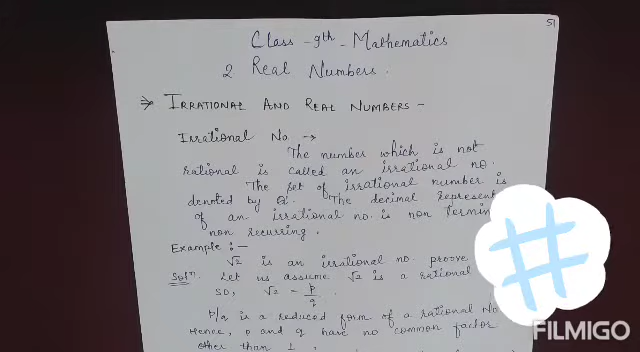 51
Class - 9th - Mathematics
2 Real Numbers.
→ IRRATIONAL AND REAL NUMBERS -
Irrational No. →
The number which is not
rational is called an irrational no.
The set of irrational number is
denoted by Q'. The decimal represent
of an irrational no. is non termin
non recurring.
Example :-
√2 is an irrational no. prove
Solⁿ Let us assume √2 is a rational
SO, √2 = p/q
P/q is a reduced form of a rational No.
Hence, p and q have no common factor
other than 1.
FILMIGO